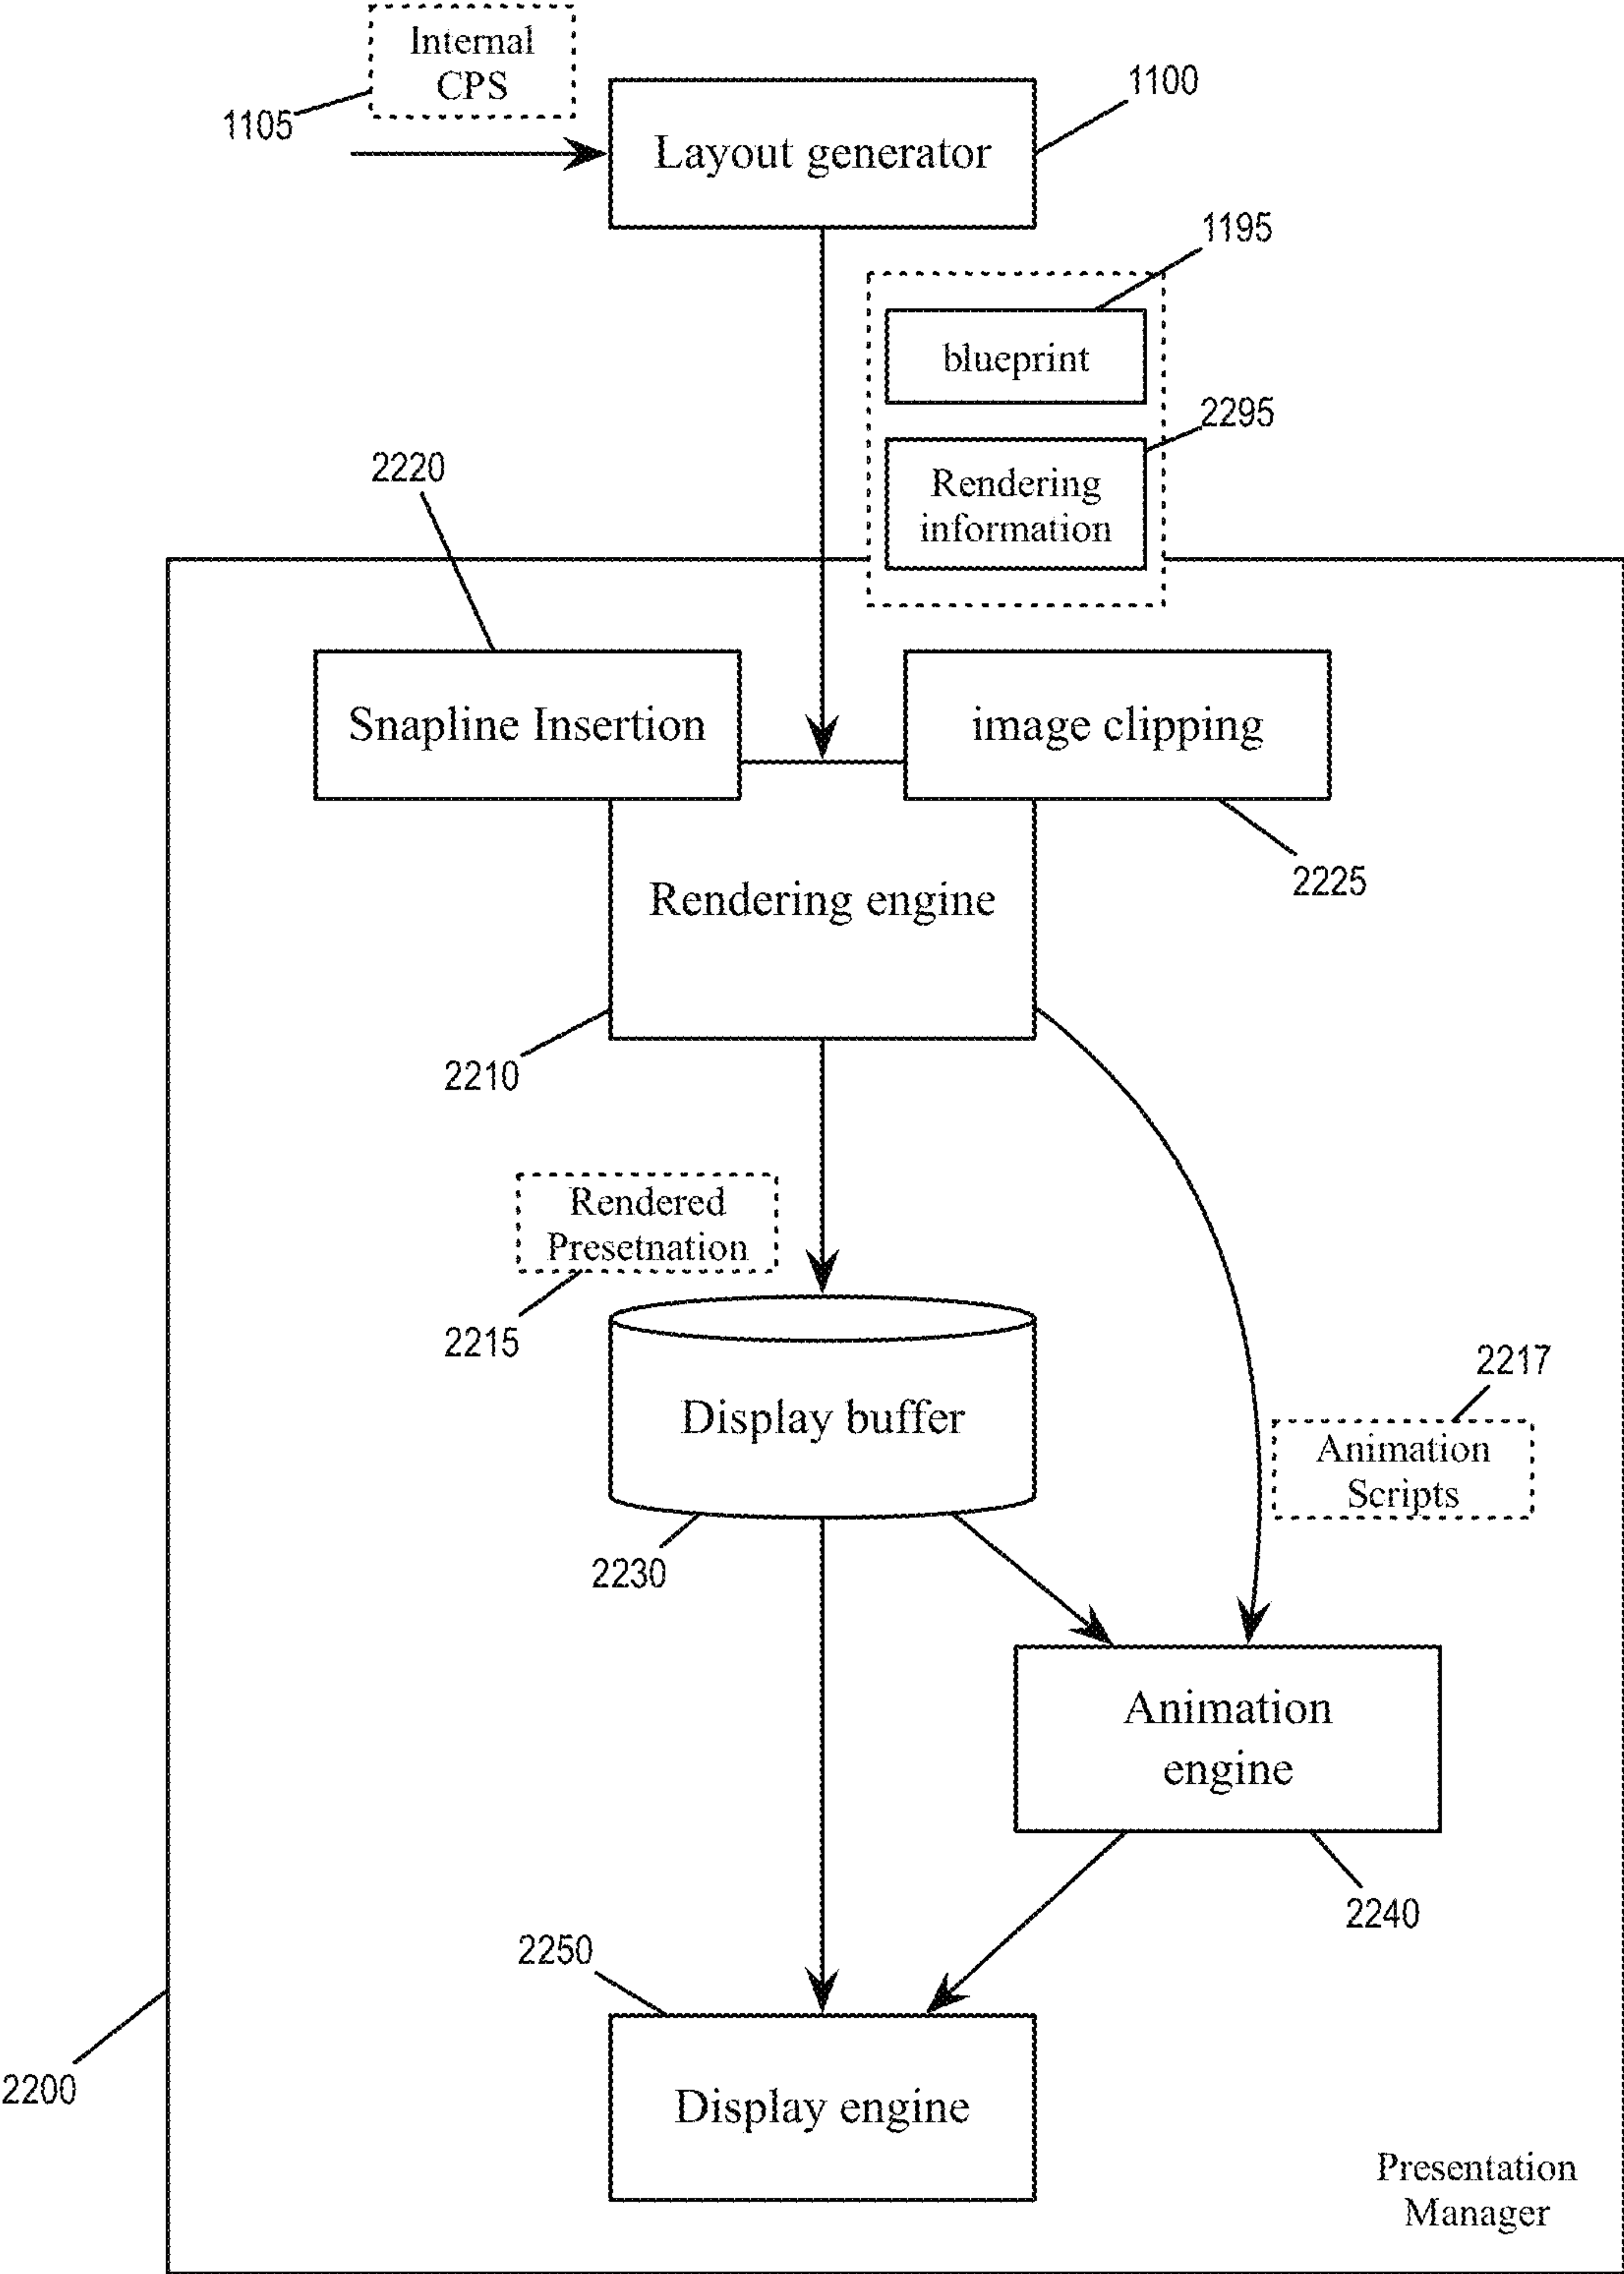 Internal
CPS
1105
1100
Layout generator
1195
blueprint
2295
Rendering
information
2220
Snapline Insertion
image clipping
2225
Rendering engine
2210
Rendered
Presetnation
2215
2217
Display buffer
Animation
Scripts
2230
Animation
engine
2240
2250
2200
Display engine
Presentation
Manager